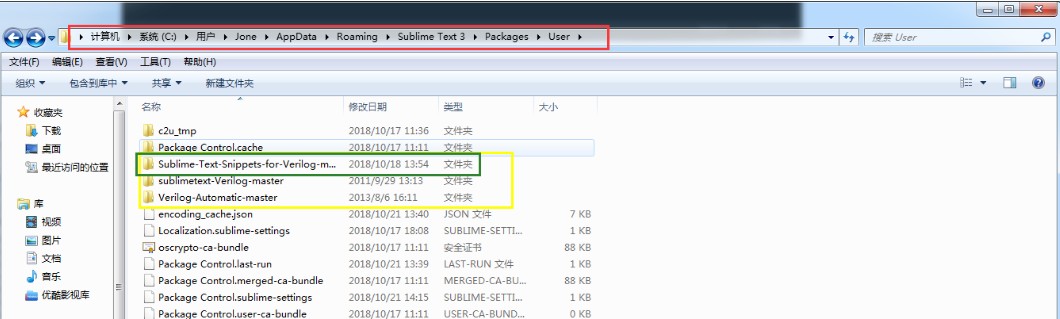 计算机 ▸ 系统 (C:) ▸ 用户 ▸ Jone ▸ AppData ▸ Roaming ▸ Sublime Text 3 ▸ Packages ▸ User ▸ 搜索 User
文件(F) 编辑(E) 查看(V) 工具(T) 帮助(H)
组织 包含到库中 共享 新建文件夹
收藏夹
下载
桌面
最近访问的位置
库
视频
图片
文档
音乐
优酷影视库
名称 修改日期 类型 大小
c2u_tmp 2018/10/17 11:36 文件夹
Package Control.cache 2018/10/17 11:11 文件夹
Sublime-Text-Snippets-for-Verilog-m... 2018/10/18 13:54 文件夹
sublimetext-Verilog-master 2011/9/29 13:13 文件夹
Verilog-Automatic-master 2013/8/6 16:11 文件夹
encoding_cache.json 2018/10/21 13:40 JSON 文件 7 KB
Localization.sublime-settings 2018/10/17 18:08 SUBLIME-SETTI... 1 KB
oscrypto-ca-bundle 2018/10/17 11:11 安全证书 88 KB
Package Control.last-run 2018/10/21 13:39 LAST-RUN 文件 1 KB
Package Control.merged-ca-bundle 2018/10/17 11:11 MERGED-CA-BU... 88 KB
Package Control.sublime-settings 2018/10/21 14:15 SUBLIME-SETTI... 1 KB
Package Control.user-ca-bundle 2018/10/17 11:11 USER-CA-BUND... 0 KB